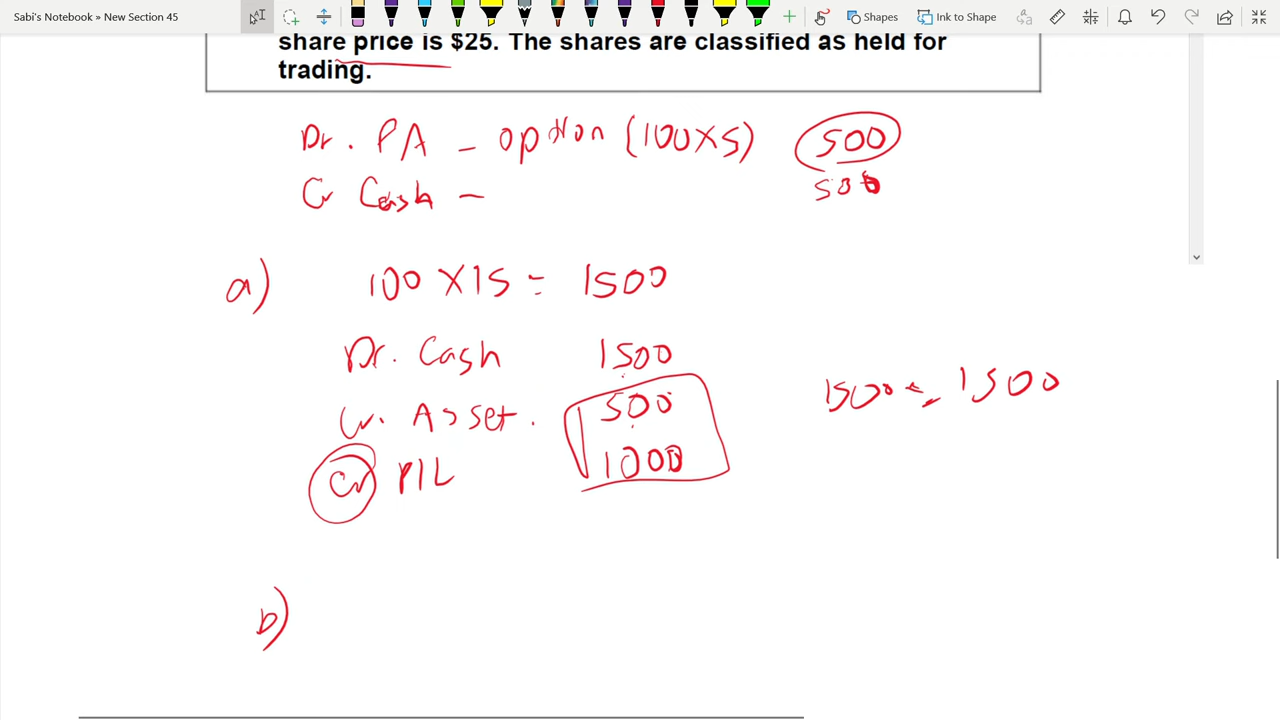 Sabi's Notebook » New Section 45
Shapes
Ink to Shape
share price is $25. The shares are classified as held for
trading.
Dr. PA - option (100x5) 500
Cr Cash - 500
a) 100 x 15 = 1500
Dr. Cash 1500
Cr. Asset. 500
1500 = 1500
Cr P/L 1000
b)